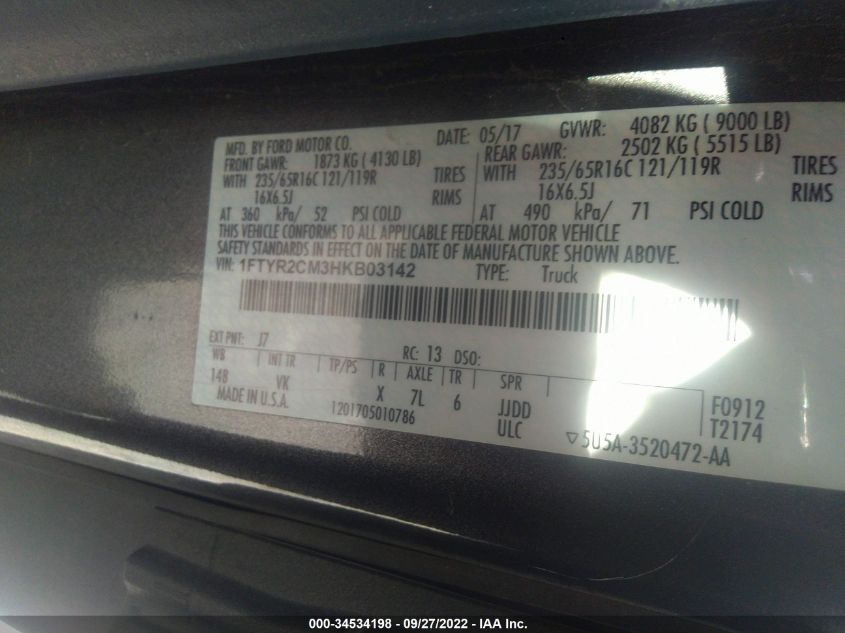 MFD. BY FORD MOTOR CO. DATE: 05/17 GVWR: 4082 KG ( 9000 LB)
FRONT GAWR: 1873 KG ( 4130 LB) REAR GAWR: 2502 KG ( 5515 LB)
WITH 235/65R16C 121/119R TIRES WITH 235/65R16C 121/119R TIRES
16X6.5J RIMS 16X6.5J RIMS
AT 360 kPa/ 52 PSI COLD AT 490 kPa/ 71 PSI COLD
THIS VEHICLE CONFORMS TO ALL APPLICABLE FEDERAL MOTOR VEHICLE
SAFETY STANDARDS IN EFFECT ON THE DATE OF MANUFACTURE SHOWN ABOVE.
VIN: 1FTYR2CM3HKB03142 TYPE: Truck
EXT PNT: J7 RC: 13 DSO:
WB INT TR TP/PS R AXLE TR SPR
148 VK X 7L 6 JJDD F0912
MADE IN U.S.A. 1201705010786 ULC T2174
▽5U5A-3520472-AA
000-34534198 - 09/27/2022 - IAA Inc.